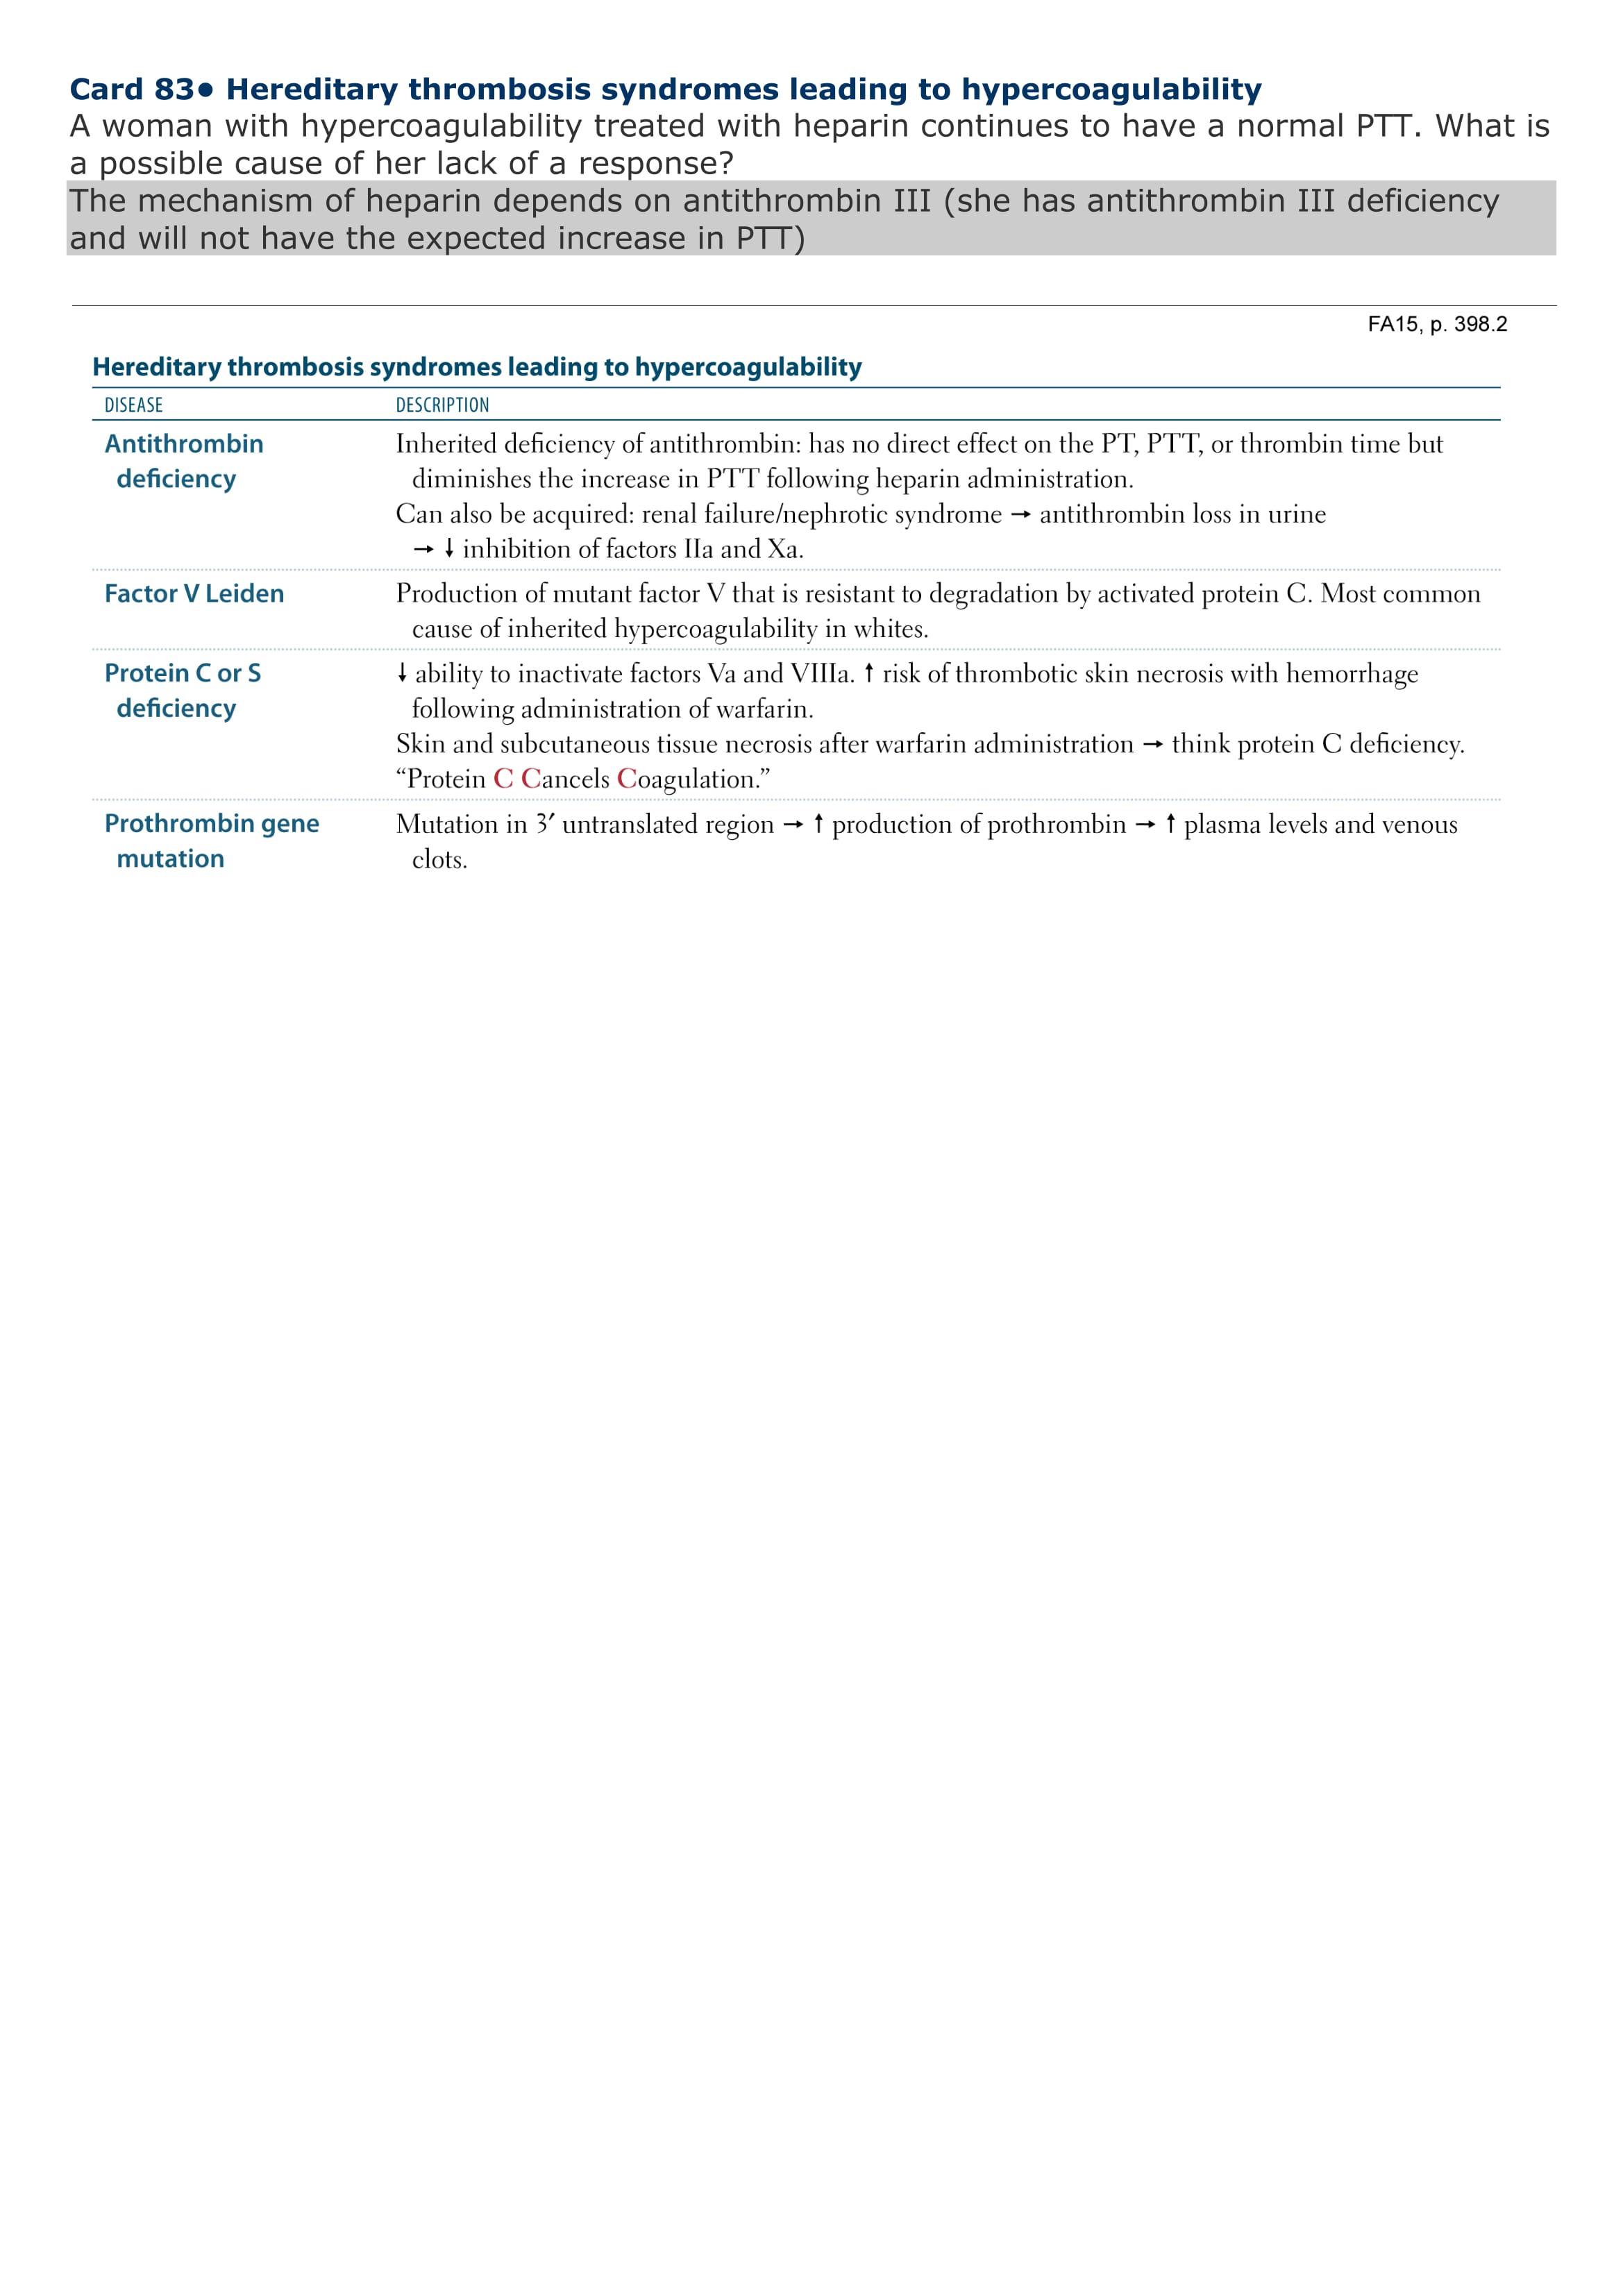 Card 83• Hereditary thrombosis syndromes leading to hypercoagulability
A woman with hypercoagulability treated with heparin continues to have a normal PTT. What is
a possible cause of her lack of a response?
The mechanism of heparin depends on antithrombin III (she has antithrombin III deficiency
and will not have the expected increase in PTT)
FA15, p. 398.2
Hereditary thrombosis syndromes leading to hypercoagulability
DISEASE DESCRIPTION
Antithrombin Inherited deficiency of antithrombin: has no direct effect on the PT, PTT, or thrombin time but
deficiency diminishes the increase in PTT following heparin administration.
Can also be acquired: renal failure/nephrotic syndrome → antithrombin loss in urine
→ ↓ inhibition of factors IIa and Xa.
Factor V Leiden Production of mutant factor V that is resistant to degradation by activated protein C. Most common
cause of inherited hypercoagulability in whites.
Protein C or S ↓ ability to inactivate factors Va and VIIIa. ↑ risk of thrombotic skin necrosis with hemorrhage
deficiency following administration of warfarin.
Skin and subcutaneous tissue necrosis after warfarin administration → think protein C deficiency.
“Protein C Cancels Coagulation.”
Prothrombin gene Mutation in 3′ untranslated region → ↑ production of prothrombin → ↑ plasma levels and venous
mutation clots.